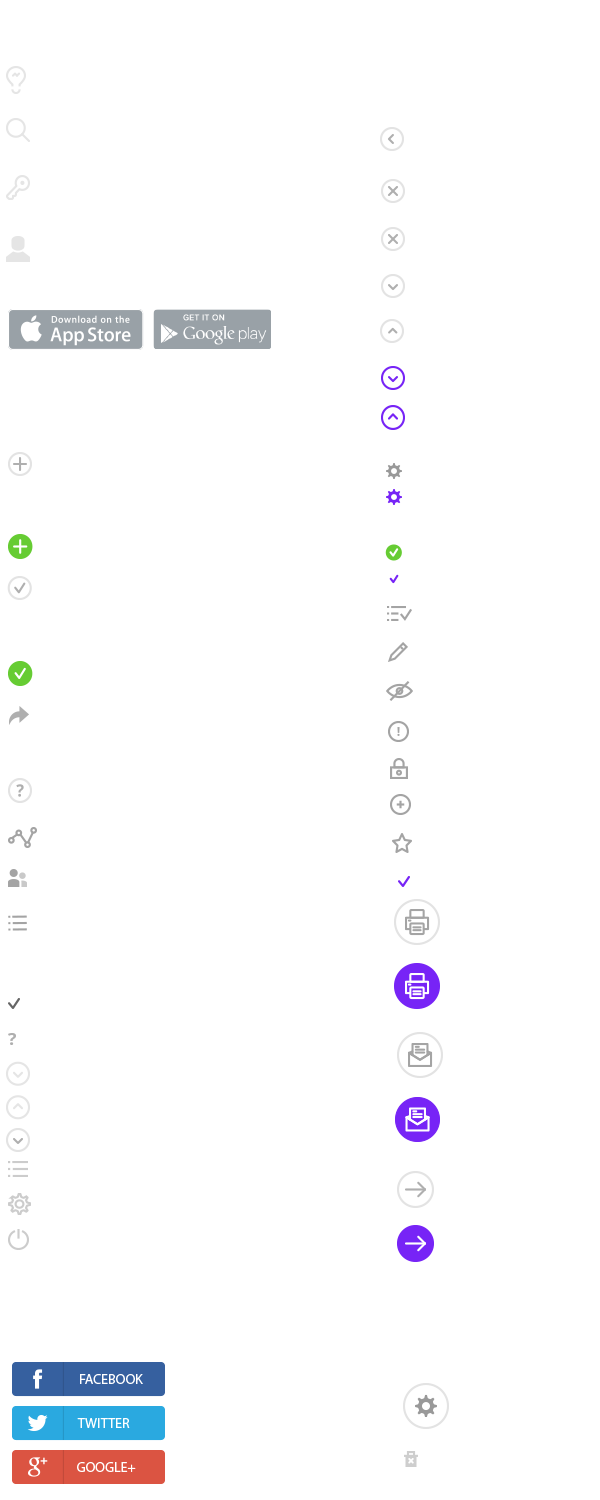 Download on the
App Store
GET IT ON
Google play
?
?
FACEBOOK
TWITTER
GOOGLE+